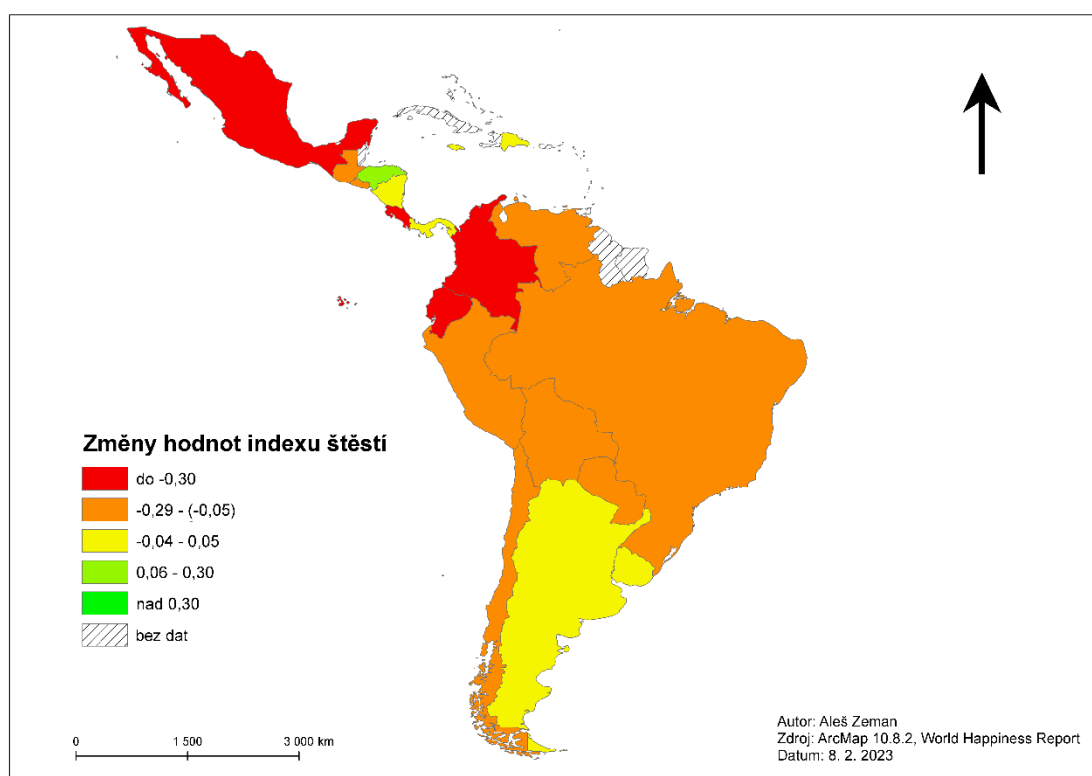 Změny hodnot indexu štěstí
do -0,30
-0,29 - (-0,05)
-0,04 - 0,05
0,06 - 0,30
nad 0,30
bez dat
0 1 500 3 000 km
Autor: Aleš Zeman
Zdroj: ArcMap 10.8.2, World Happiness Report
Datum: 8. 2. 2023